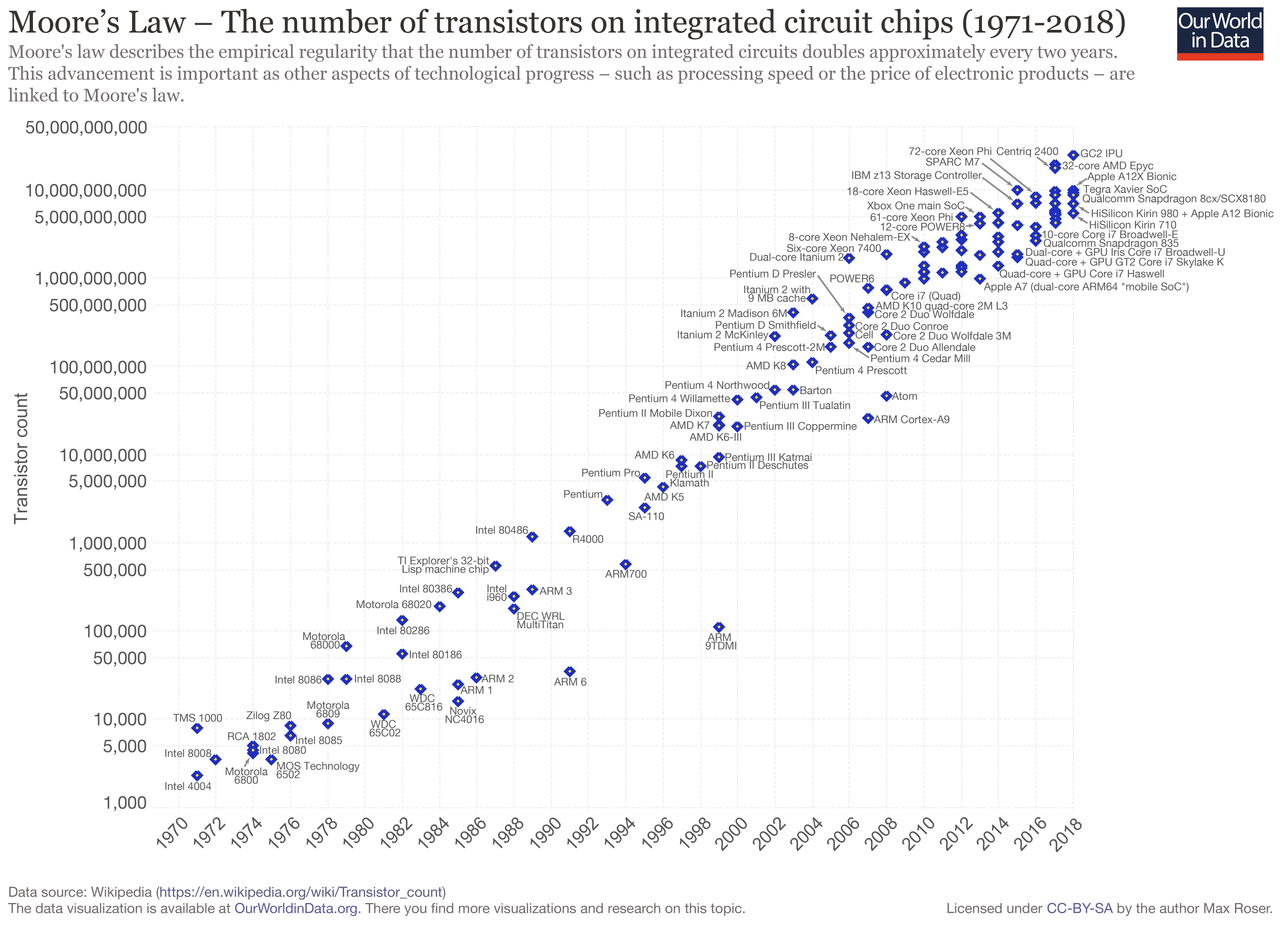 Moore's Law – The number of transistors on integrated circuit chips (1971-2018)
Our World
in Data
Moore's law describes the empirical regularity that the number of transistors on integrated circuits doubles approximately every two years.
This advancement is important as other aspects of technological progress – such as processing speed or the price of electronic products – are
linked to Moore's law.
Transistor count
50,000,000,000
10,000,000,000
5,000,000,000
1,000,000,000
500,000,000
100,000,000
50,000,000
10,000,000
5,000,000
1,000,000
500,000
100,000
50,000
10,000
5,000
1,000
72-core Xeon Phi
Centriq 2400
GC2 IPU
SPARC M7
32-core AMD Epyc
IBM z13 Storage Controller
Apple A12X Bionic
18-core Xeon Haswell-E5
Tegra Xavier SoC
Qualcomm Snapdragon 8cx/SCX8180
Xbox One main SoC
61-core Xeon Phi
HiSilicon Kirin 980 + Apple A12 Bionic
12-core POWER8
HiSilicon Kirin 710
8-core Xeon Nehalem-EX
10-core Core i7 Broadwell-E
Six-core Xeon 7400
Qualcomm Snapdragon 835
Dual-core Itanium 2
Dual-core + GPU Iris Core i7 Broadwell-U
Quad-core + GPU GT2 Core i7 Skylake K
Pentium D Presler
POWER6
Quad-core + GPU Core i7 Haswell
Apple A7 (dual-core ARM64 "mobile SoC")
Itanium 2 with
9 MB cache
Core i7 (Quad)
AMD K10 quad-core 2M L3
Itanium 2 Madison 6M
Core 2 Duo Wolfdale
Pentium D Smithfield
Core 2 Duo Conroe
Itanium 2 McKinley
Cell
Core 2 Duo Wolfdale 3M
Pentium 4 Prescott-2M
Core 2 Duo Allendale
Pentium 4 Cedar Mill
AMD K8
Pentium 4 Prescott
Pentium 4 Northwood
Barton
Atom
Pentium 4 Willamette
Pentium III Tualatin
Pentium II Mobile Dixon
ARM Cortex-A9
AMD K7
Pentium III Coppermine
AMD K6-III
AMD K6
Pentium III Katmai
Pentium II Deschutes
Pentium Pro
Pentium II
Klamath
Pentium
AMD K5
SA-110
Intel 80486
R4000
TI Explorer's 32-bit
Lisp machine chip
ARM700
Intel 80386
Intel
i960
ARM 3
Motorola 68020
DEC WRL
MultiTitan
Intel 80286
ARM
9TDMI
Motorola
68000
Intel 80186
Intel 8086
Intel 8088
ARM 2
ARM 6
ARM 1
WDC
65C816
Novix
NC4016
TMS 1000
Zilog Z80
Motorola
6809
WDC
65C02
RCA 1802
Intel 8085
Intel 8008
Intel 8080
Motorola
6800
MOS Technology
6502
Intel 4004
1970
1972
1974
1976
1978
1980
1982
1984
1986
1988
1990
1992
1994
1996
1998
2000
2002
2004
2006
2008
2010
2012
2014
2016
2018
Data source: Wikipedia (https://en.wikipedia.org/wiki/Transistor_count)
The data visualization is available at OurWorldinData.org. There you find more visualizations and research on this topic.
Licensed under CC-BY-SA by the author Max Roser.